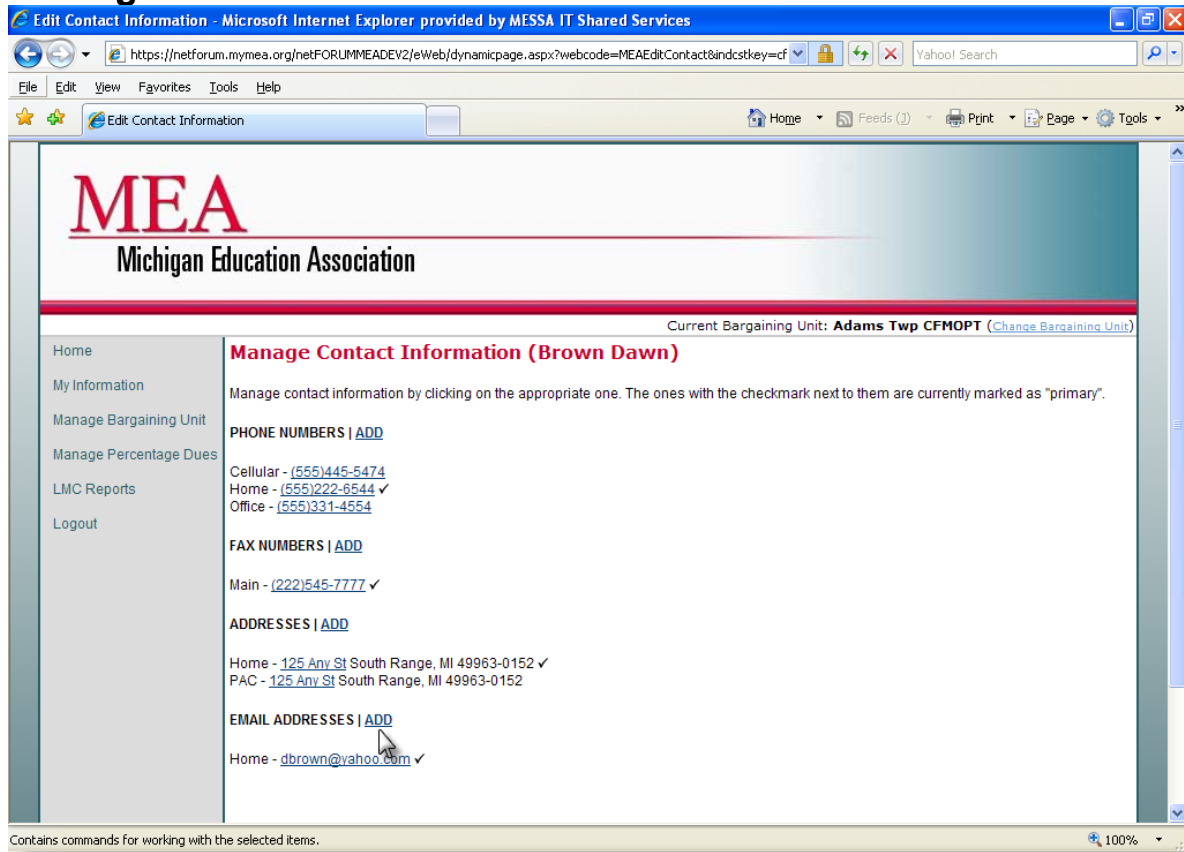 Edit Contact Information - Microsoft Internet Explorer provided by MESSA IT Shared Services
https://netforum.mymea.org/netFORUMMEADEV2/eWeb/dynamicpage.aspx?webcode=MEAEditContact&indcstkey=cf
Yahoo! Search
File Edit View Favorites Tools Help
Edit Contact Information
Home Feeds (J) Print Page Tools »
MEA
Michigan Education Association
Current Bargaining Unit: Adams Twp CFMOPT (Change Bargaining Unit)
Home
My Information
Manage Bargaining Unit
Manage Percentage Dues
LMC Reports
Logout
Manage Contact Information (Brown Dawn)
Manage contact information by clicking on the appropriate one. The ones with the checkmark next to them are currently marked as "primary".
PHONE NUMBERS | ADD
Cellular - (555)445-5474
Home - (555)222-6544 ✓
Office - (555)331-4554
FAX NUMBERS | ADD
Main - (222)545-7777 ✓
ADDRESSES | ADD
Home - 125 Any St South Range, MI 49963-0152 ✓
PAC - 125 Any St South Range, MI 49963-0152
EMAIL ADDRESSES | ADD
Home - dbrown@yahoo.com ✓
Contains commands for working with the selected items.
100%